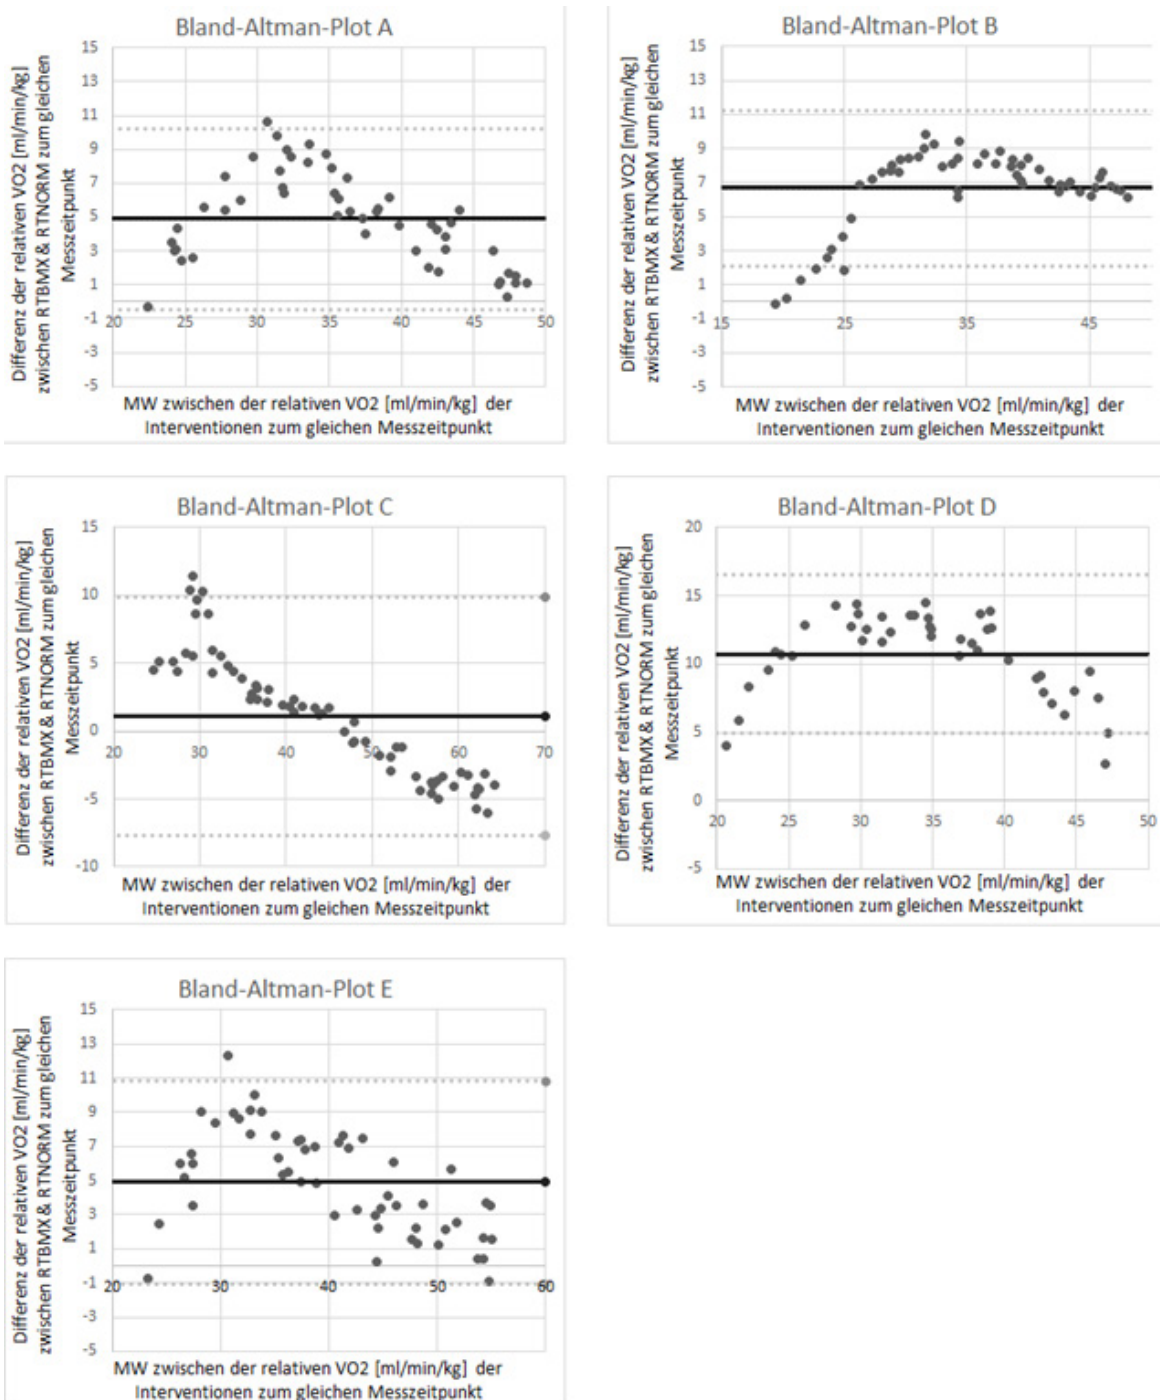 Bland-Altman-Plot A
Differenz der relativen VO2 [ml/min/kg]
zwischen RTBMX & RTNORM zum gleichen
Messzeitpunkt
15
13
11
9
7
5
3
1
-1
-3
-5
20 25 30 35 40 45 50
MW zwischen der relativen VO2 [ml/min/kg] der
Interventionen zum gleichen Messzeitpunkt
Bland-Altman-Plot B
Differenz der relativen VO2 [ml/min/kg]
zwischen RTBMX & RTNORM zum gleichen
Messzeitpunkt
15
13
11
9
7
5
3
1
-1
-3
-5
15 25 35 45
MW zwischen der relativen VO2 [ml/min/kg] der
Interventionen zum gleichen Messzeitpunkt
Bland-Altman-Plot C
Differenz der relativen VO2 [ml/min/kg]
zwischen RTBMX & RTNORM zum gleichen
Messzeitpunkt
15
10
5
0
-5
-10
20 30 40 50 60 70
MW zwischen der relativen VO2 [ml/min/kg] der
Interventionen zum gleichen Messzeitpunkt
Bland-Altman-Plot D
Differenz der relativen VO2 [ml/min/kg]
zwischen RTBMX & RTNORM zum gleichen
Messzeitpunkt
20
15
10
5
0
-5
20 25 30 35 40 45 50
MW zwischen der relativen VO2 [ml/min/kg] der
Interventionen zum gleichen Messzeitpunkt
Bland-Altman-Plot E
Differenz der relativen VO2 [ml/min/kg]
zwischen RTBMX & RTNORM zum gleichen
Messzeitpunkt
15
13
11
9
7
5
3
1
-1
-3
-5
20 30 40 50 60
MW zwischen der relativen VO2 [ml/min/kg] der
Interventionen zum gleichen Messzeitpunkt